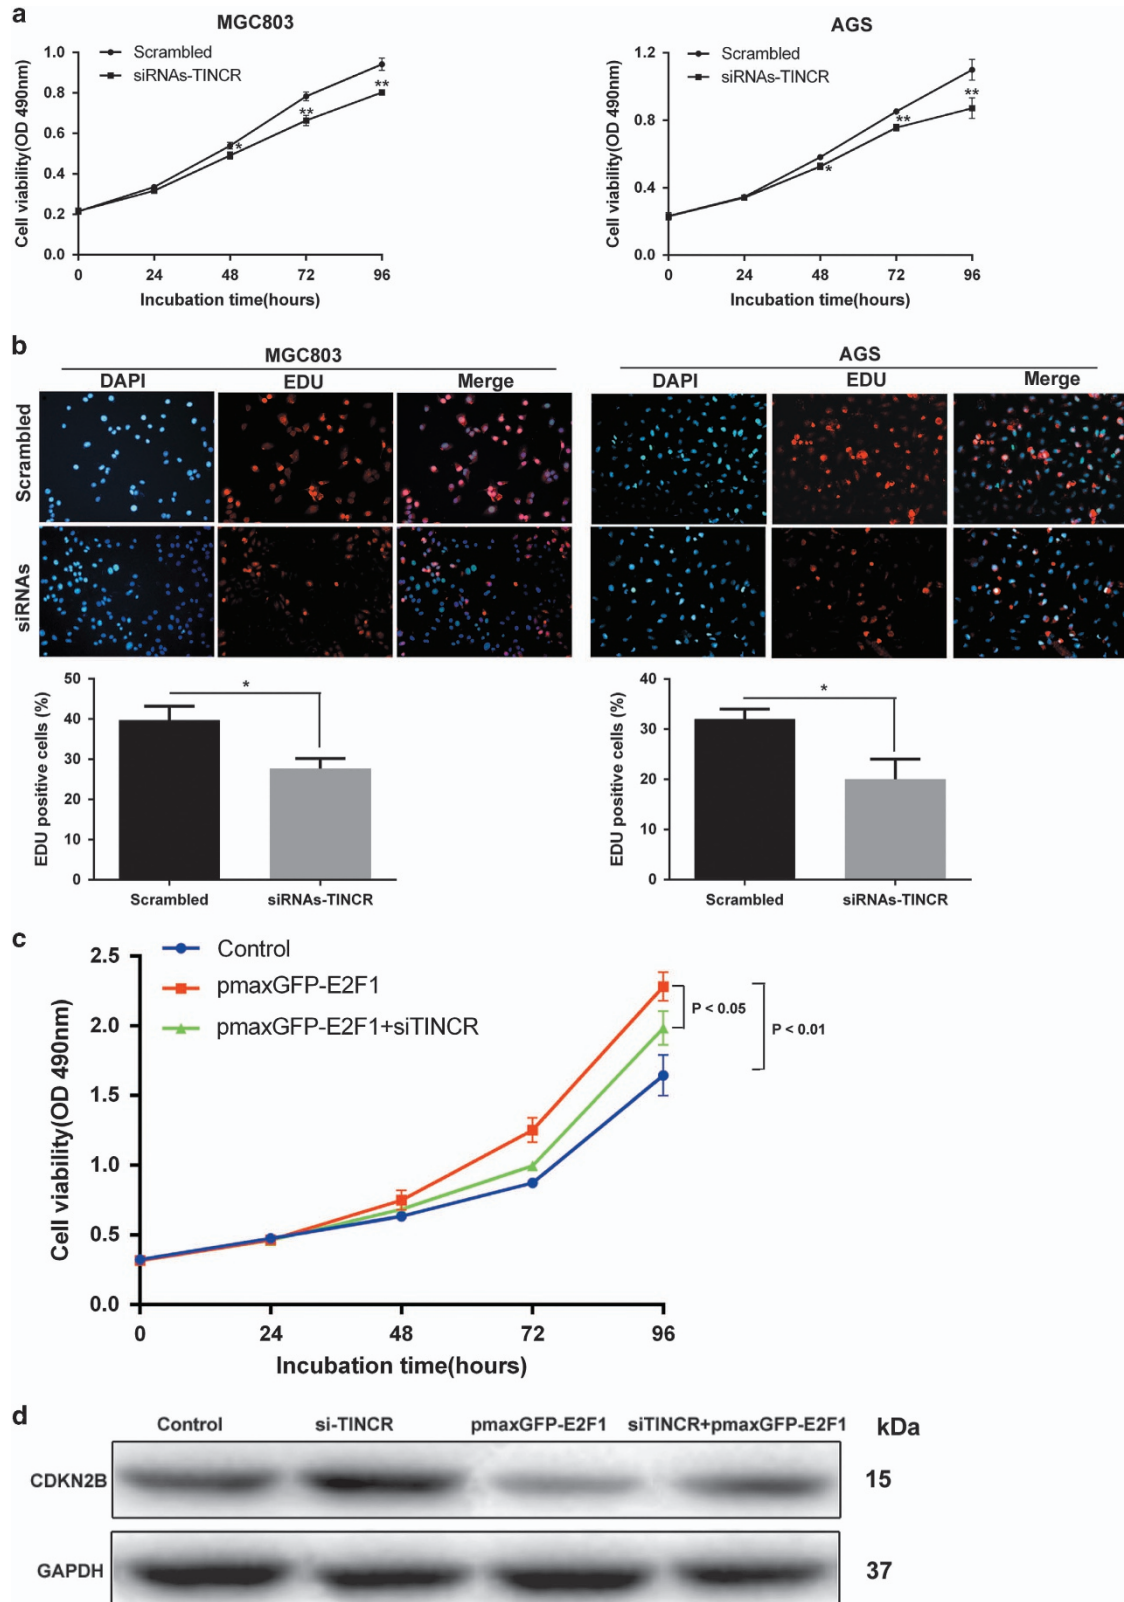 a
MGC803
Scrambled
siRNAs-TINCR
Cell viability(OD 490nm)
1.0
0.8
0.6
0.4
0.2
0.0
*
**
**
0
24
48
72
96
Incubation time(hours)
AGS
Scrambled
siRNAs-TINCR
Cell viability(OD 490nm)
1.2
0.8
0.4
0.0
*
**
**
0
24
48
72
96
Incubation time(hours)
b
MGC803
DAPI
EDU
Merge
AGS
DAPI
EDU
Merge
Scrambled
siRNAs
EDU positive cells (%)
50
40
30
20
10
0
*
Scrambled
siRNAs-TINCR
EDU positive cells (%)
40
30
20
10
0
*
Scrambled
siRNAs-TINCR
c
Control
pmaxGFP-E2F1
pmaxGFP-E2F1+siTINCR
Cell viability(OD 490nm)
2.5
2.0
1.5
1.0
0.5
0.0
P < 0.05
P < 0.01
0
24
48
72
96
Incubation time(hours)
d
Control
si-TINCR
pmaxGFP-E2F1
siTINCR+pmaxGFP-E2F1
kDa
CDKN2B
15
GAPDH
37